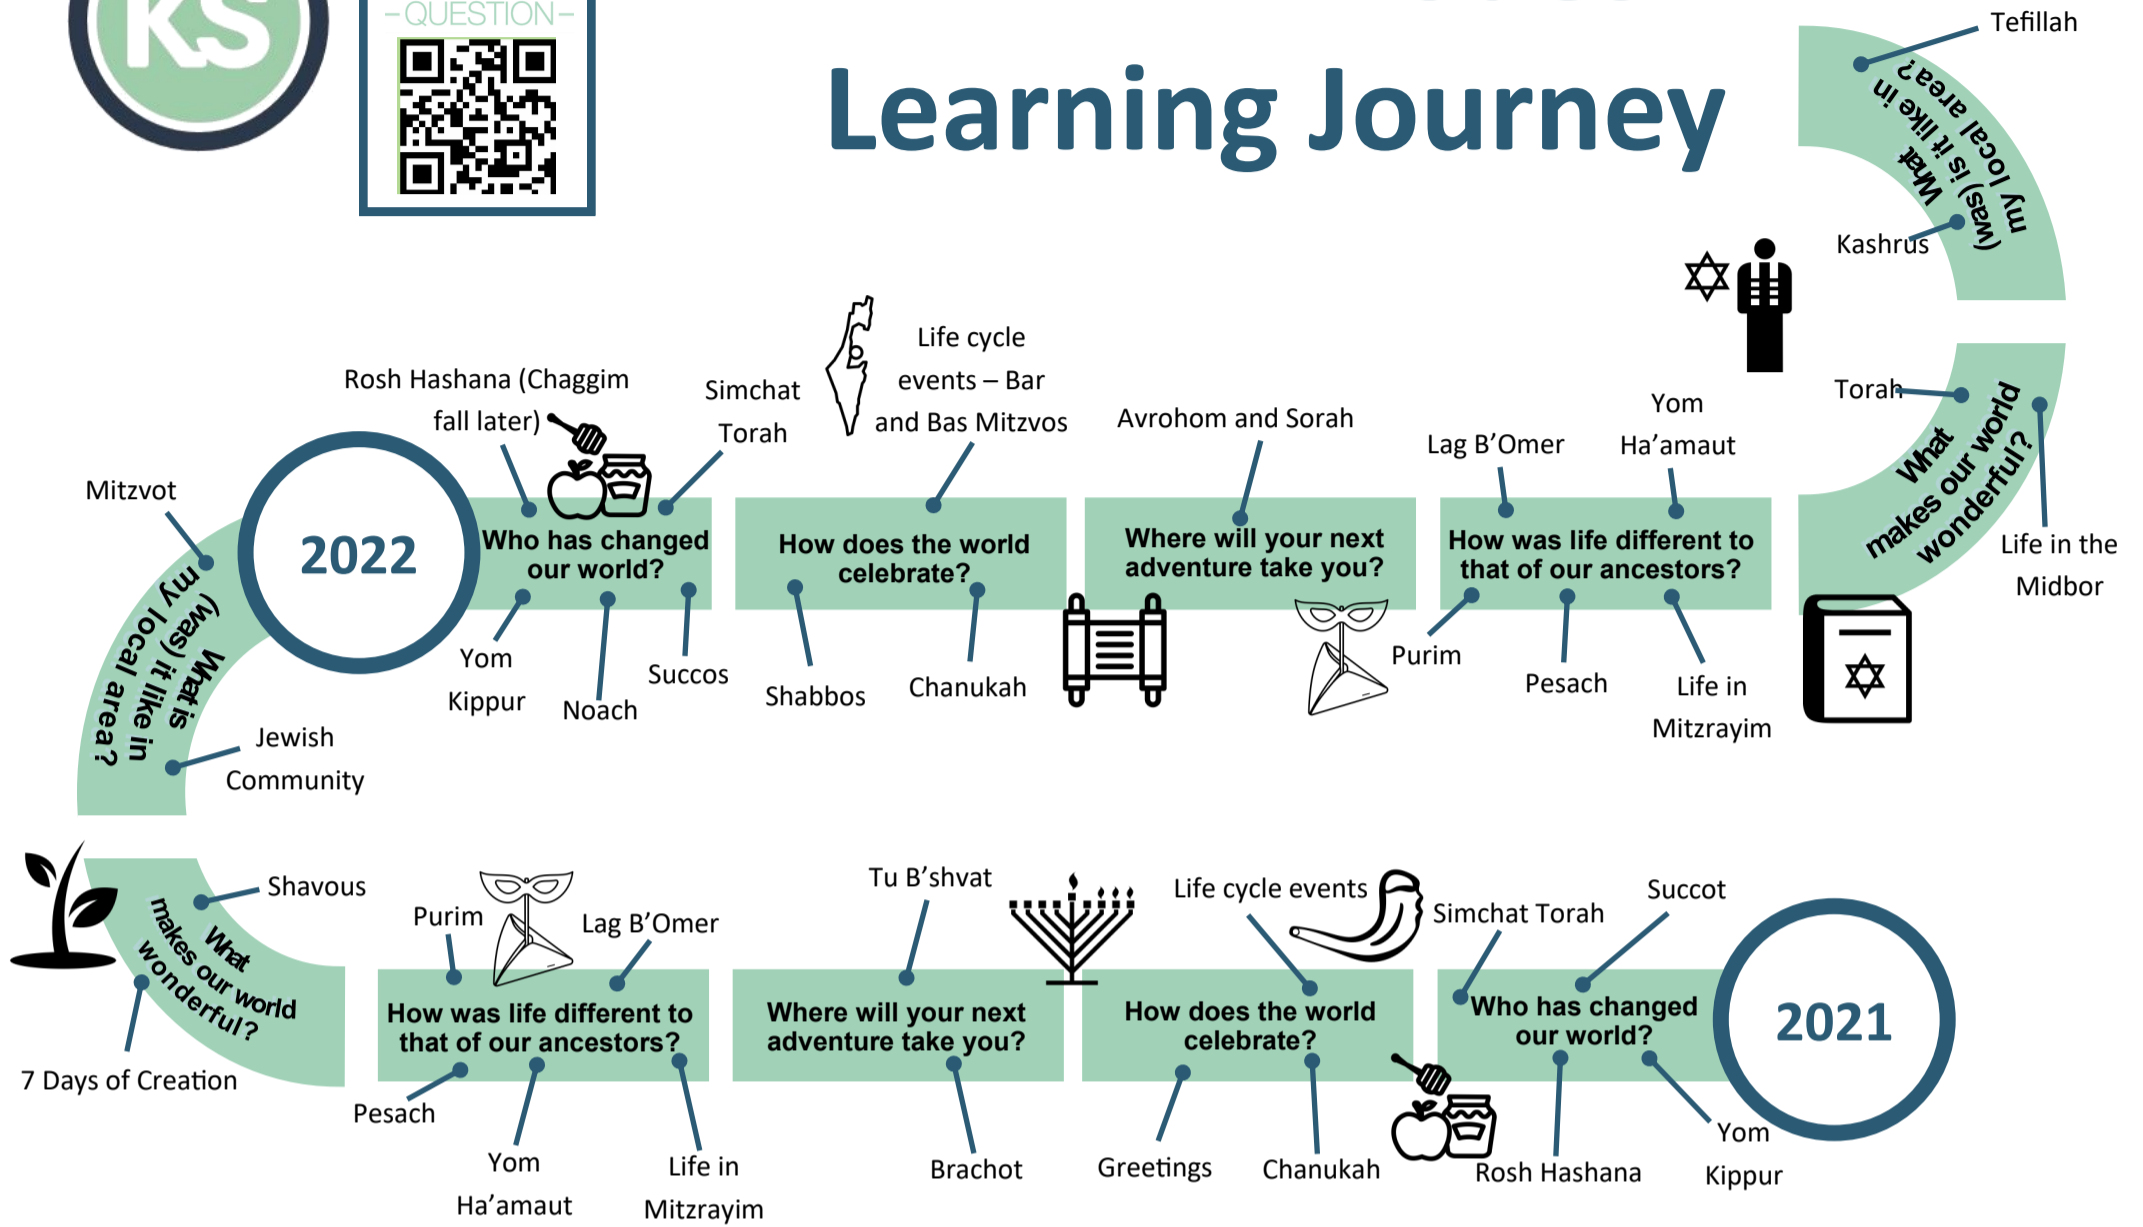 KS
-QUESTION-
Learning Journey
Tefillah
What
(was) is it like in
my local area?
Kashrus
Torah
What
makes our world
wonderful?
Life in the
Midbor
Rosh Hashana (Chaggim
fall later)
Simchat
Torah
Life cycle
events – Bar
and Bas Mitzvos
Avrohom and Sorah
Lag B’Omer
Yom
Ha’amaut
Mitzvot
2022
Who has changed
our world?
How does the world
celebrate?
Where will your next
adventure take you?
How was life different to
that of our ancestors?
Yom
Kippur
Noach
Succos
Shabbos
Chanukah
Purim
Pesach
Life in
Mitzrayim
What is
(was) it like in
my local area?
Jewish
Community
Shavous
What
makes our world
wonderful?
7 Days of Creation
Purim
Lag B’Omer
Tu B’shvat
Life cycle events
Simchat Torah
Succot
How was life different to
that of our ancestors?
Where will your next
adventure take you?
How does the world
celebrate?
Who has changed
our world?
2021
Pesach
Yom
Ha’amaut
Life in
Mitzrayim
Brachot
Greetings
Chanukah
Rosh Hashana
Yom
Kippur